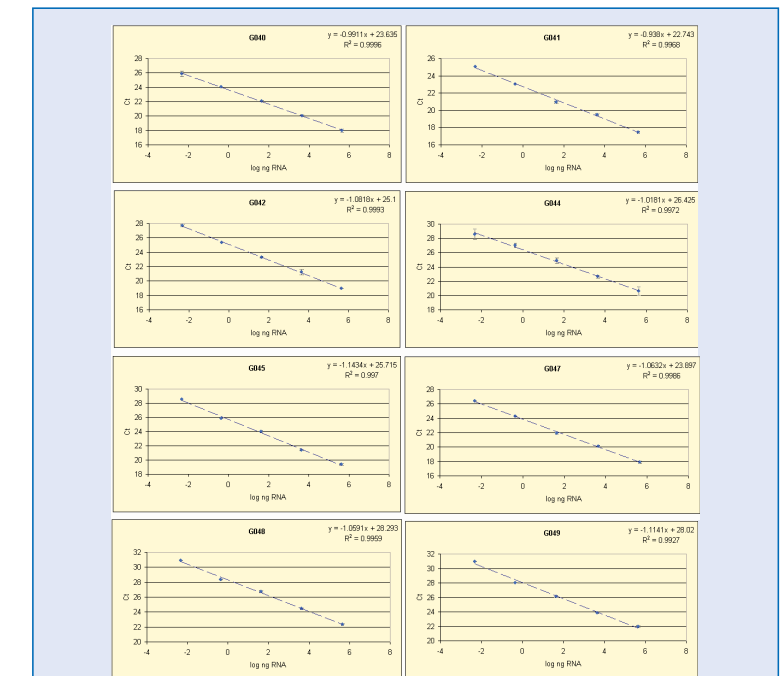 G040
y = -0.9911x + 23.635
R² = 0.9996
28
26
24
22
20
18
16
Ct
-4 -2 0 2 4 6 8
log ng RNA
G041
y = -0.938x + 22.743
R² = 0.9968
26
24
22
20
18
16
Ct
-4 -2 0 2 4 6 8
log ng RNA
G042
y = -1.0818x + 25.1
R² = 0.9993
28
26
24
22
20
18
16
Ct
-4 -2 0 2 4 6 8
log ng RNA
G044
y = -1.0181x + 26.425
R² = 0.9972
30
28
26
24
22
20
18
Ct
-4 -2 0 2 4 6 8
log ng RNA
G045
y = -1.1434x + 25.715
R² = 0.997
30
28
26
24
22
20
18
Ct
-4 -2 0 2 4 6 8
log ng RNA
G047
y = -1.0632x + 23.897
R² = 0.9986
28
26
24
22
20
18
16
Ct
-4 -2 0 2 4 6 8
log ng RNA
G048
y = -1.0591x + 28.293
R² = 0.9959
32
30
28
26
24
22
20
Ct
-4 -2 0 2 4 6 8
log ng RNA
G049
y = -1.1141x + 28.02
R² = 0.9927
32
30
28
26
24
22
20
Ct
-4 -2 0 2 4 6 8
log ng RNA